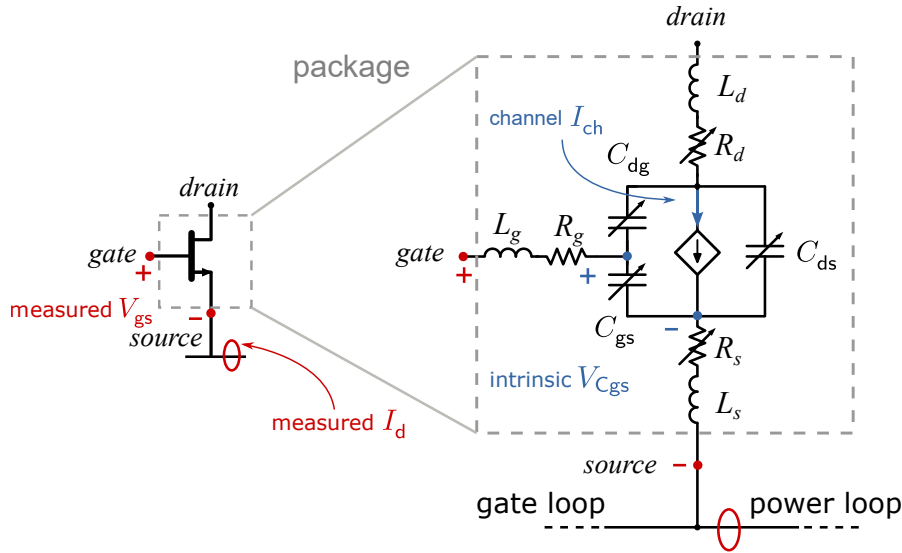 drain
package
L_d
channel I_ch
R_d
C_dg
drain
gate
+
L_g
R_g
gate
+
+
C_ds
measured V_gs
−
source
C_gs
−
R_s
intrinsic V_Cgs
L_s
measured I_d
source
−
gate loop
power loop